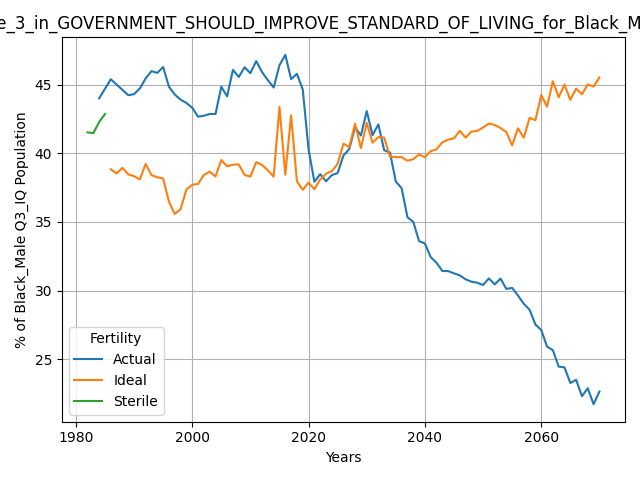 e_3_in_GOVERNMENT_SHOULD_IMPROVE_STANDARD_OF_LIVING_for_Black_M
% of Black_Male Q3_IQ Population
45
40
35
30
25
Fertility
Actual
Ideal
Sterile
1980 2000 2020 2040 2060
Years